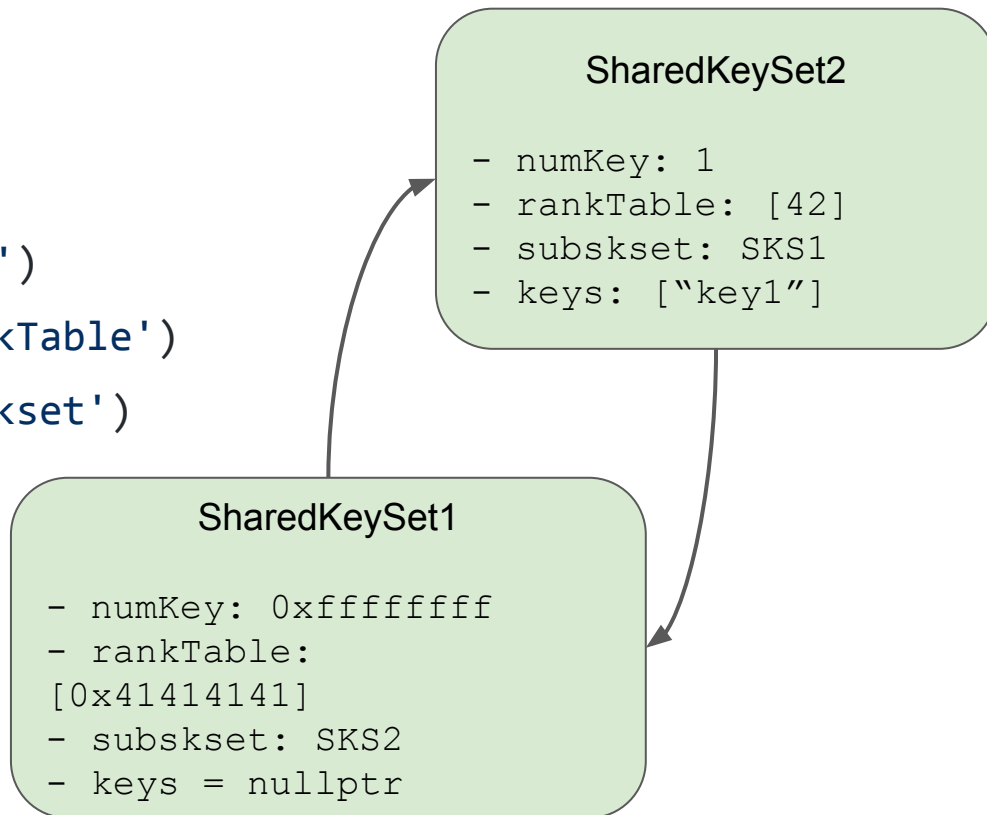 SharedKeySet2
- numKey: 1
- rankTable: [42]
- subskset: SKS1
- keys: [“key1”]
')
kTable')
kset')
SharedKeySet1
- numKey: 0xffffffff
- rankTable:
[0x41414141]
- subskset: SKS2
- keys = nullptr